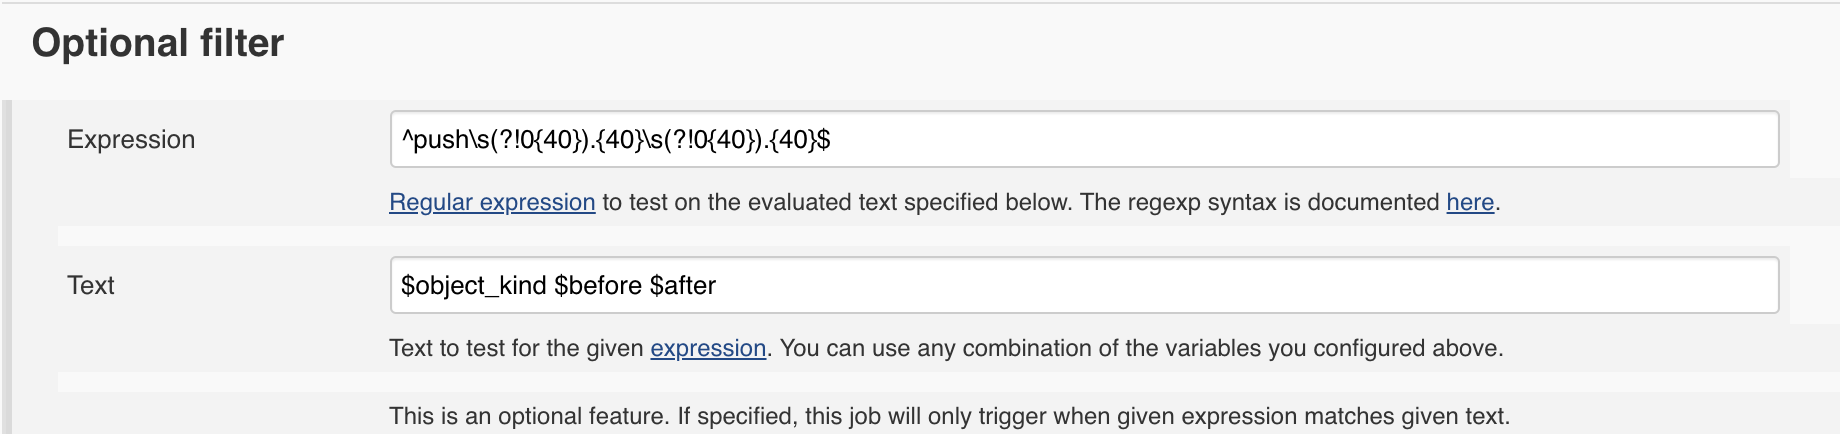 Optional filter
Expression
^push\s(?!0{40}).{40}\s(?!0{40}).{40}$
Regular expression to test on the evaluated text specified below. The regexp syntax is documented here.
Text
$object_kind $before $after
Text to test for the given expression. You can use any combination of the variables you configured above.
This is an optional feature. If specified, this job will only trigger when given expression matches given text.